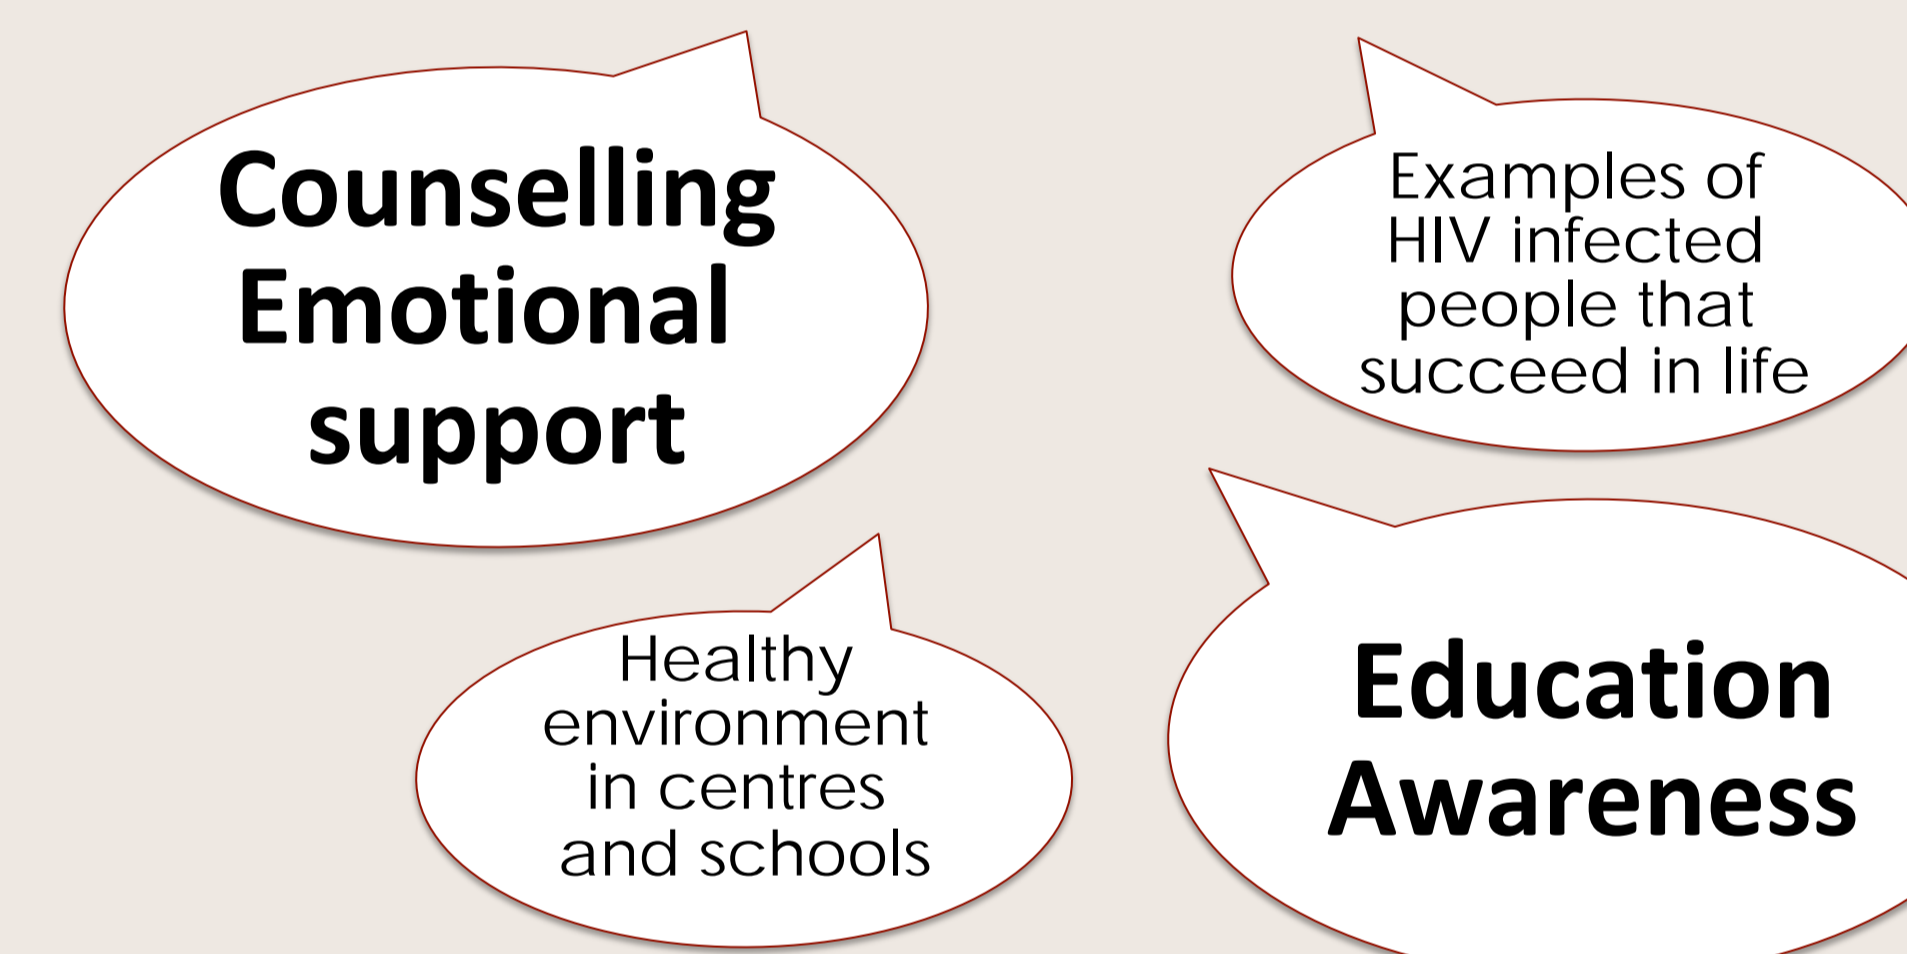 Counselling
Emotional
support
Examples of
HIV infected
people that
succeed in life
Healthy
environment
in centres
and schools
Education
Awareness